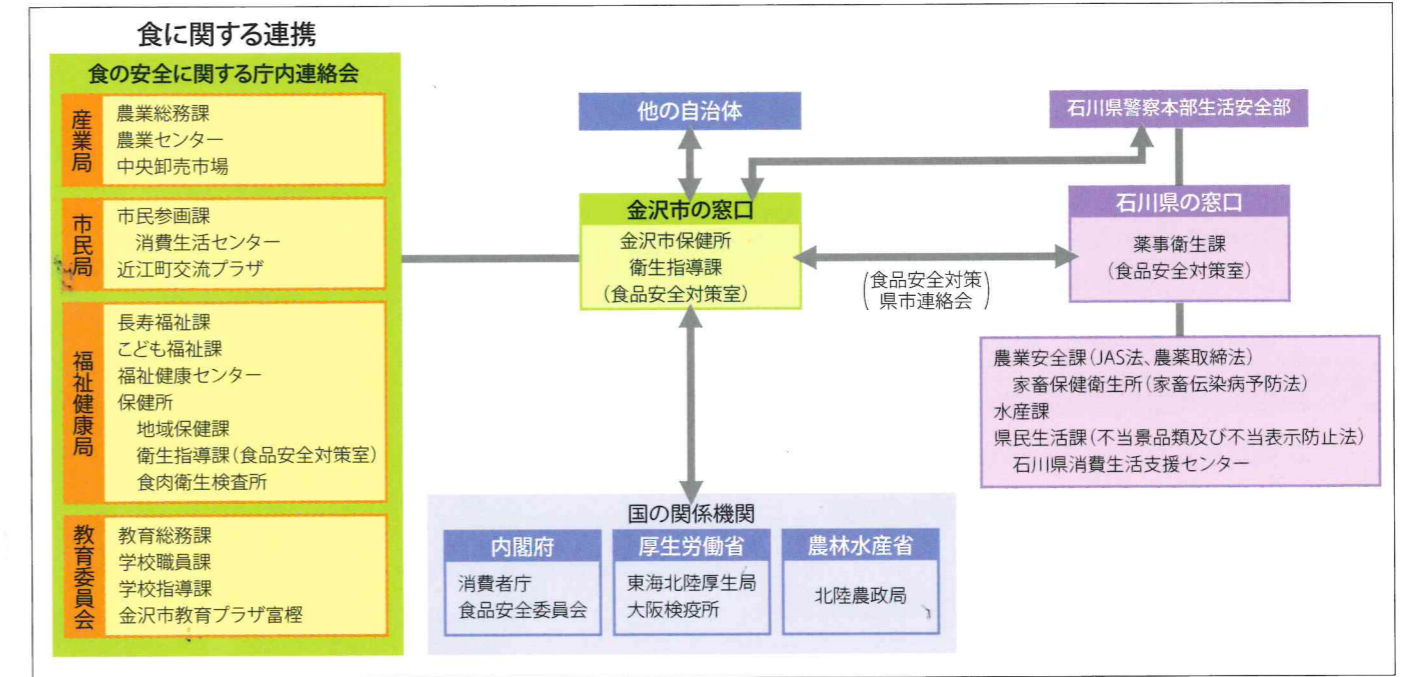 食に関する連携
食の安全に関する庁内連絡会
産業局
農業総務課
農業センター
中央卸売市場
市民局
市民参画課
消費生活センター
近江町交流プラザ
福祉健康局
長寿福祉課
こども福祉課
福祉健康センター
保健所
地域保健課
衛生指導課(食品安全対策室)
食肉衛生検査所
教育委員会
教育総務課
学校職員課
学校指導課
金沢市教育プラザ富樫
他の自治体
金沢市の窓口
金沢市保健所
衛生指導課
(食品安全対策室)
(食品安全対策
県市連絡会)
石川県警察本部生活安全部
石川県の窓口
薬事衛生課
(食品安全対策室)
農業安全課(JAS法、農薬取締法)
家畜保健衛生所(家畜伝染病予防法)
水産課
県民生活課(不当景品類及び不当表示防止法)
石川県消費生活支援センター
国の関係機関
内閣府
消費者庁
食品安全委員会
厚生労働省
東海北陸厚生局
大阪検疫所
農林水産省
北陸農政局